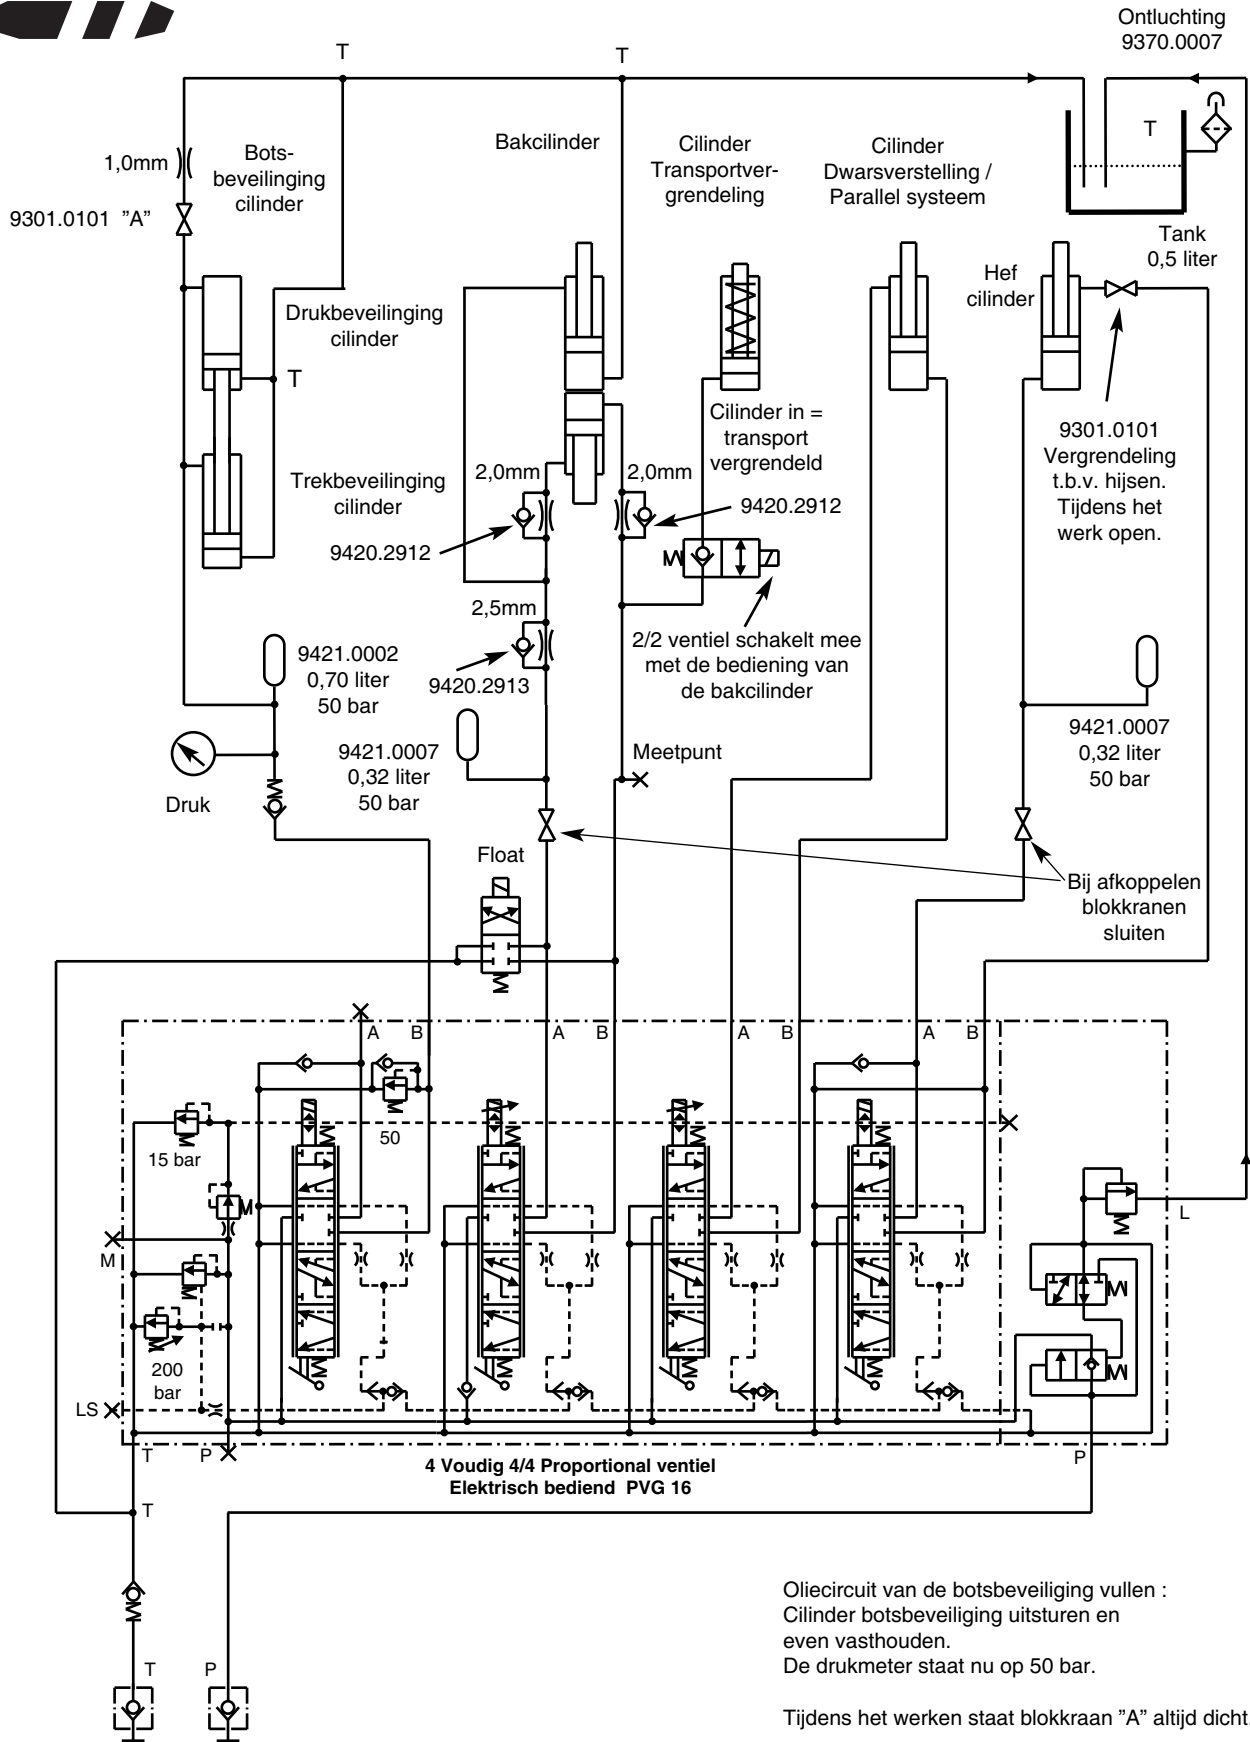 Ontluchting
9370.0007
T
T
T
1,0mm
Bots-
beveilinging
cilinder
Bakcilinder
Cilinder
Transportver-
grendeling
Cilinder
Dwarsverstelling /
Parallel systeem
9301.0101 ”A”
Tank
0,5 liter
Hef
cilinder
Drukbeveilinging
cilinder
T
Cilinder in =
transport
vergrendeld
9301.0101
Vergrendeling
t.b.v. hijsen.
Tijdens het
werk open.
Trekbeveilinging
cilinder
2,0mm
2,0mm
9420.2912
9420.2912
2,5mm
9420.2913
2/2 ventiel schakelt mee
met de bediening van
de bakcilinder
9421.0002
0,70 liter
50 bar
9421.0007
0,32 liter
50 bar
Meetpunt
9421.0007
0,32 liter
50 bar
Druk
Float
Bij afkoppelen
blokkranen
sluiten
A B A B A B A B
50
15 bar
M
L
200
bar
LS
T P P
4 Voudig 4/4 Proportional ventiel
Elektrisch bediend PVG 16
T
T P
Oliecircuit van de botsbeveiliging vullen :
Cilinder botsbeveiliging uitsturen en
even vasthouden.
De drukmeter staat nu op 50 bar.
Tijdens het werken staat blokkraan ”A” altijd dicht.